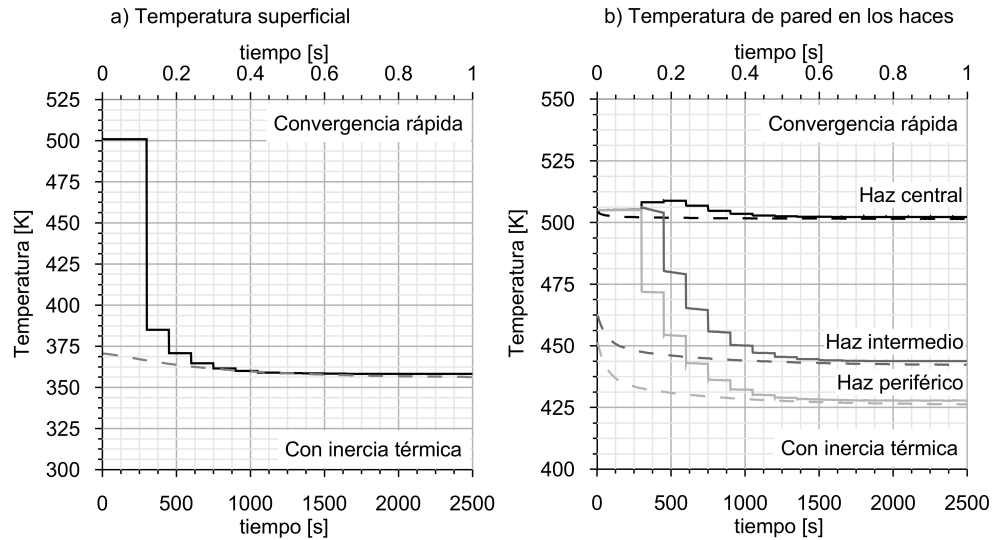 a) Temperatura superficial
tiempo [s]
0 0.2 0.4 0.6 0.8 1
525
500
475
450
425
400
375
350
325
300
Temperatura [K]
Convergencia rápida
Con inercia térmica
0 500 1000 1500 2000 2500
tiempo [s]
b) Temperatura de pared en los haces
tiempo [s]
0 0.2 0.4 0.6 0.8 1
550
525
500
475
450
425
400
Temperatura [K]
Convergencia rápida
Haz central
Haz intermedio
Haz periférico
Con inercia térmica
0 500 1000 1500 2000 2500
tiempo [s]